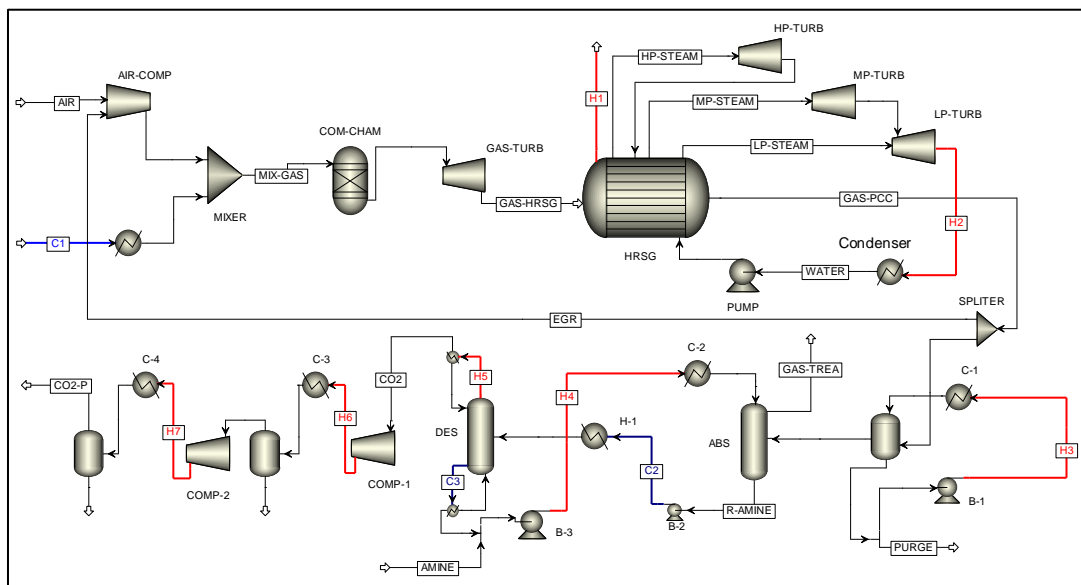 HP-TURB
HP-STEAM
AIR-COMP
MP-TURB
H1
MP-STEAM
AIR
COM-CHAM
LP-TURB
LP-STEAM
GAS-TURB
MIX-GAS
GAS-PCC
GAS-HRSG
MIXER
H2
C1
Condenser
HRSG
WATER
PUMP
SPLITER
EGR
C-4
C-3
C-2
C-1
GAS-TREA
CO2-P
CO2
H5
H4
H7
H6
DES
H-1
ABS
H3
C3
C2
COMP-1
COMP-2
B-3
B-2
R-AMINE
B-1
PURGE
AMINE